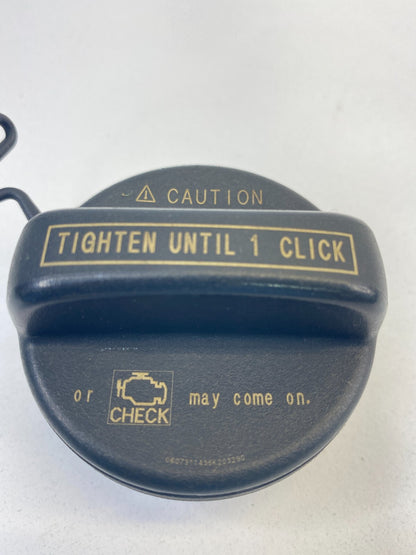 ⚠ CAUTION
TIGHTEN UNTIL 1 CLICK
or CHECK may come on.